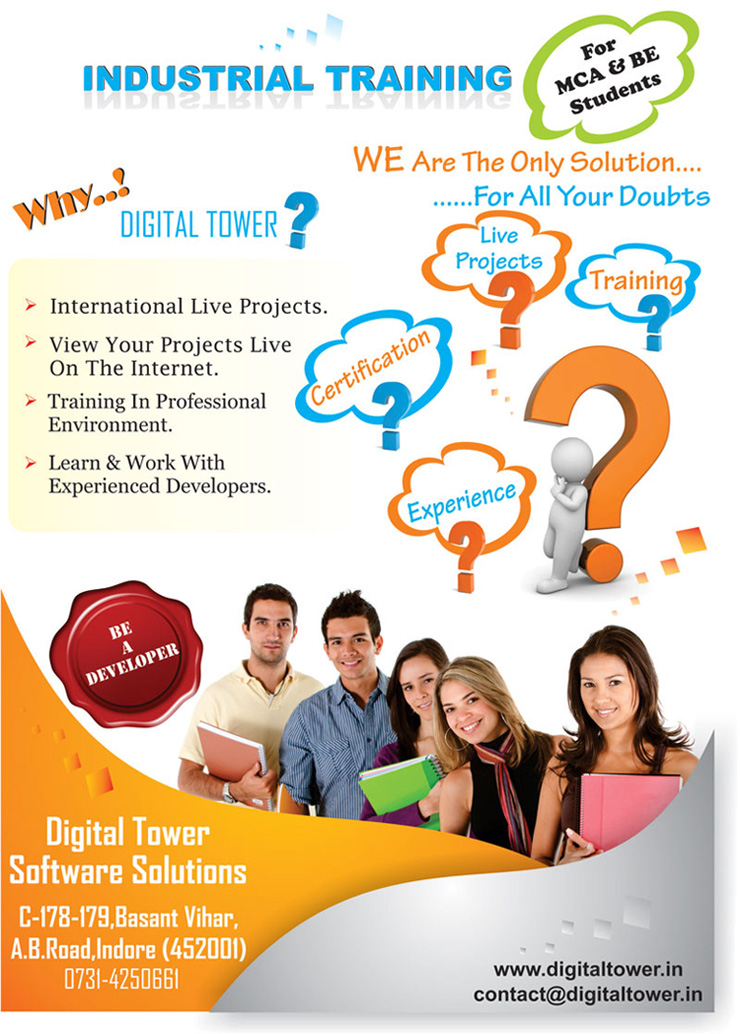 INDUSTRIAL TRAINING
For
MCA & BE
Students
WE Are The Only Solution....
......For All Your Doubts
Why..!
DIGITAL TOWER ?
International Live Projects.
View Your Projects Live
On The Internet.
Training In Professional
Environment.
Learn & Work With
Experienced Developers.
Live
Projects
?
Training
?
Certification
?
Experience
?
?
BE
A
DEVELOPER
Digital Tower
Software Solutions
C-178-179,Basant Vihar,
A.B.Road,Indore (452001)
0731-4250661
www.digitaltower.in
contact@digitaltower.in